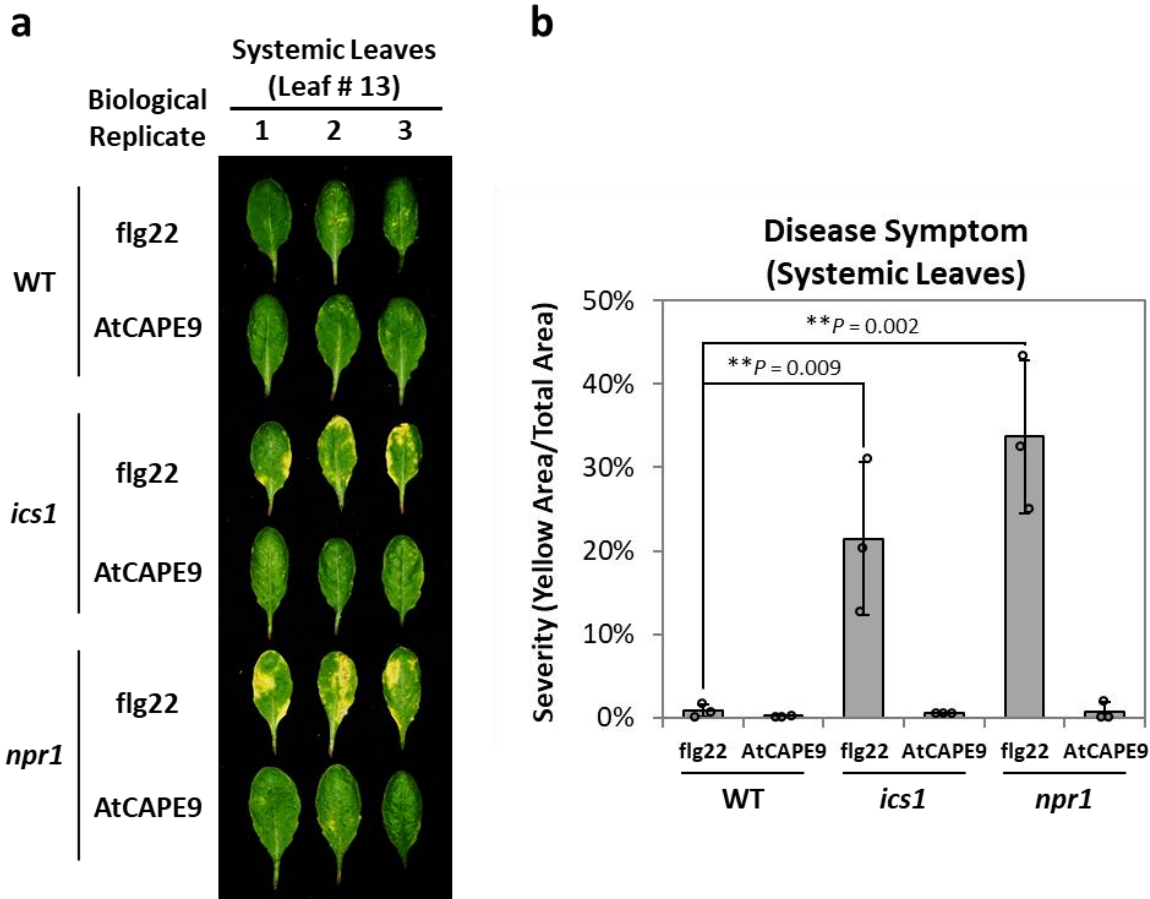 a
Systemic Leaves
(Leaf # 13)
Biological
Replicate
1 2 3
WT
flg22
AtCAPE9
ics1
flg22
AtCAPE9
npr1
flg22
AtCAPE9
b
Disease Symptom
(Systemic Leaves)
Severity (Yellow Area/Total Area)
50%
40%
30%
20%
10%
0%
**P = 0.002
**P = 0.009
flg22 AtCAPE9 flg22 AtCAPE9 flg22 AtCAPE9
WT ics1 npr1